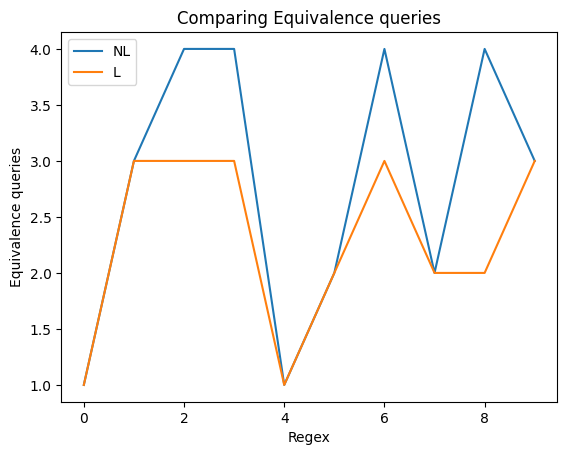 Comparing Equivalence queries
NL
L
4.0
3.5
3.0
2.5
2.0
1.5
1.0
Equivalence queries
0 2 4 6 8
Regex